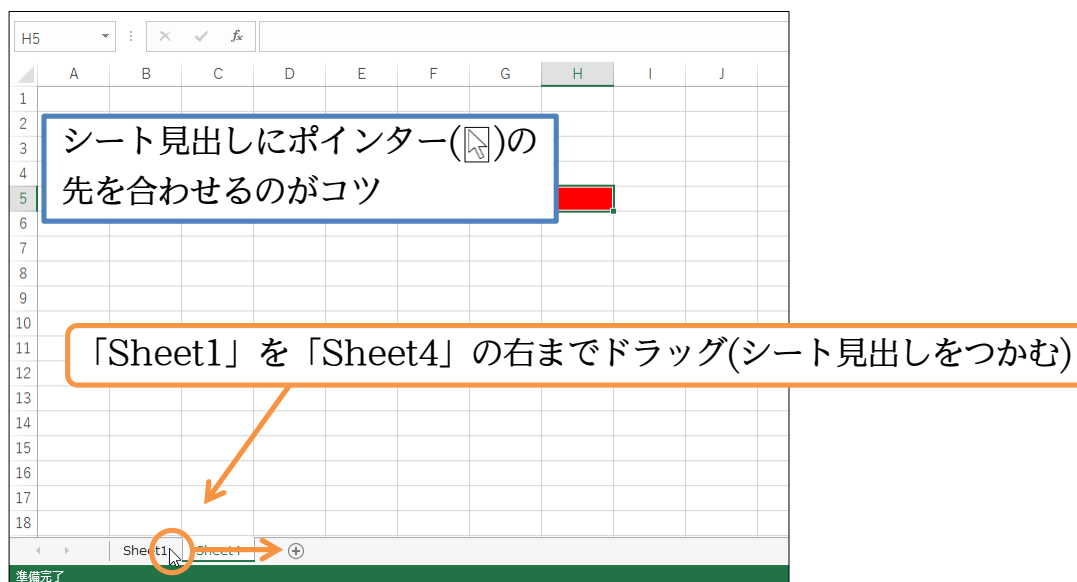 H5
fx
A B C D E F G H I J
1
2
シート見出しにポインター( )の
3
4
先を合わせるのがコツ
5
6
7
8
9
10
「Sheet1」を「Sheet4」の右までドラッグ(シート見出しをつかむ)
11
12
13
14
15
16
17
18
Sheet1 Sheet4
準備完了